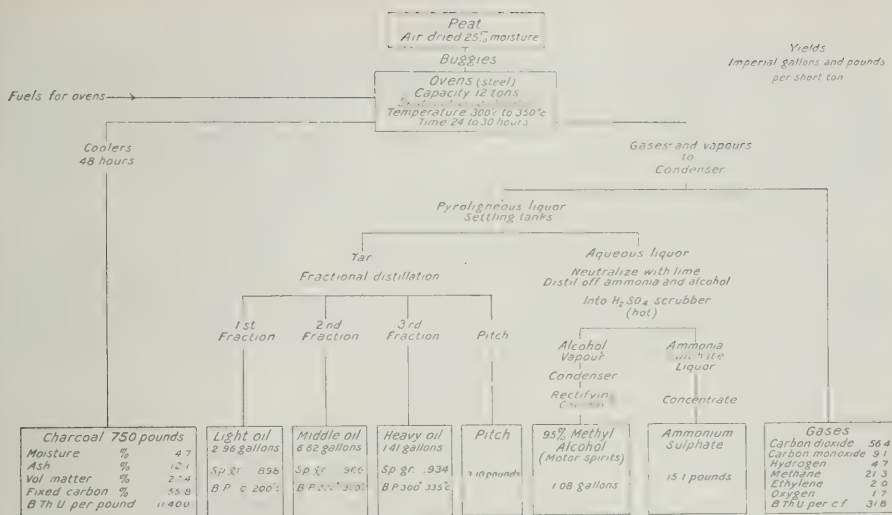 Peat
Air dried 25% moisture
Buggies
Yields
Imperial gallons and pounds
per short ton
Ovens (steel)
Capacity 12 tons
Temperature 300°c to 350°c
Time 24 to 30 hours
Fuels for ovens
Coolers
48 hours
Gases and vapours
to
Condenser
Pyroligneous liquor
Settling tanks
Tar
Fractional distillation
Aqueous liquor
Neutralize with lime
Distil off ammonia and alcohol
Into H₂SO₄ scrubber
(hot)
1st
Fraction
2nd
Fraction
3rd
Fraction
Pitch
Alcohol
Vapour
Condenser
Rectifying
Ammonia
Liquor
Concentrate
Charcoal 750 pounds
Moisture %  4.7
Ash %
Vol matter %
Fixed carbon %  55.8
B Th U per pound  11400
Light oil
2.96 gallons
Sp gr .898
B P 200°c
Middle oil
6.62 gallons
Sp gr .966
B P
Heavy oil
1.41 gallons
Sp gr. .934
B P 300° 335°c
Pitch
pounds
95% Methyl
Alcohol
(Motor spirits)
1.08 gallons
Ammonium
Sulphate
15.1 pounds
Gases
Carbon dioxide 56.4
Carbon monoxide 9.1
Hydrogen 4.7
Methane 21.3
Ethylene 2.0
Oxygen 1.7
B Th U per c f 318